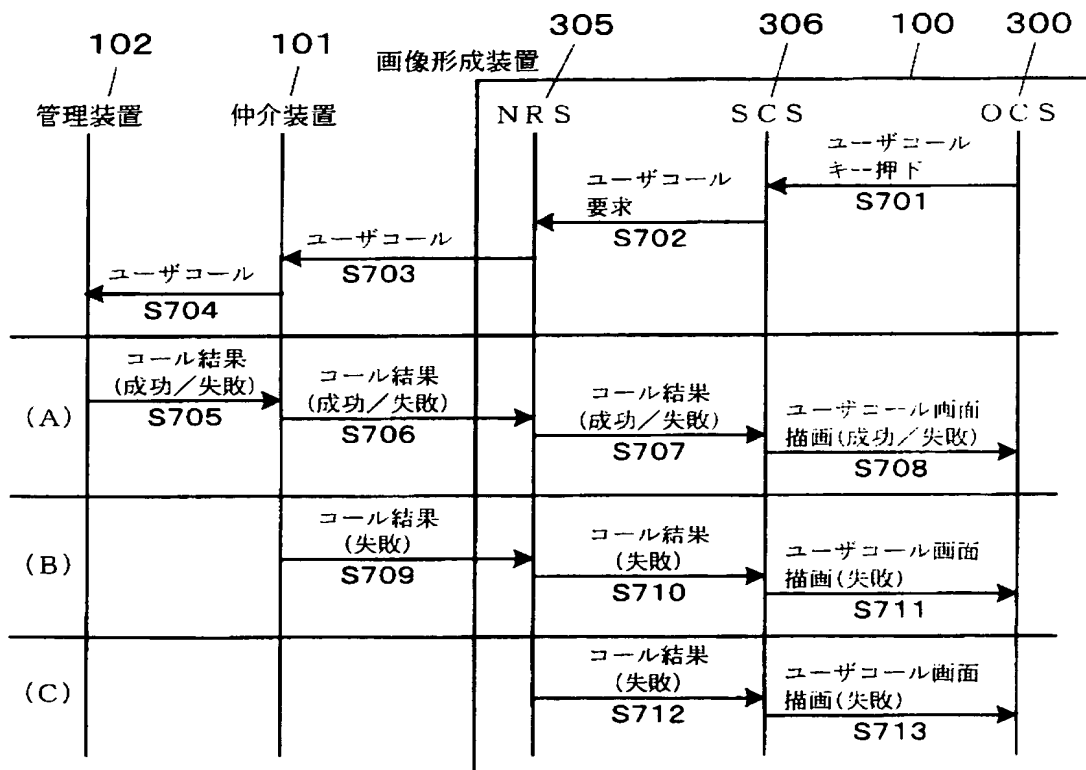 305 306 100 300
102 101
画像形成装置
管理装置 仲介装置 NRS SCS OCS
ユーザコール
キー押下
S701
ユーザコール
要求
S702
ユーザコール
S703
ユーザコール
S704
(A)
コール結果
(成功/失敗)
S705
コール結果
(成功/失敗)
S706
コール結果
(成功/失敗)
S707
ユーザコール画面
描画(成功/失敗)
S708
(B)
コール結果
(失敗)
S709
コール結果
(失敗)
S710
ユーザコール画面
描画(失敗)
S711
(C)
コール結果
(失敗)
S712
ユーザコール画面
描画(失敗)
S713